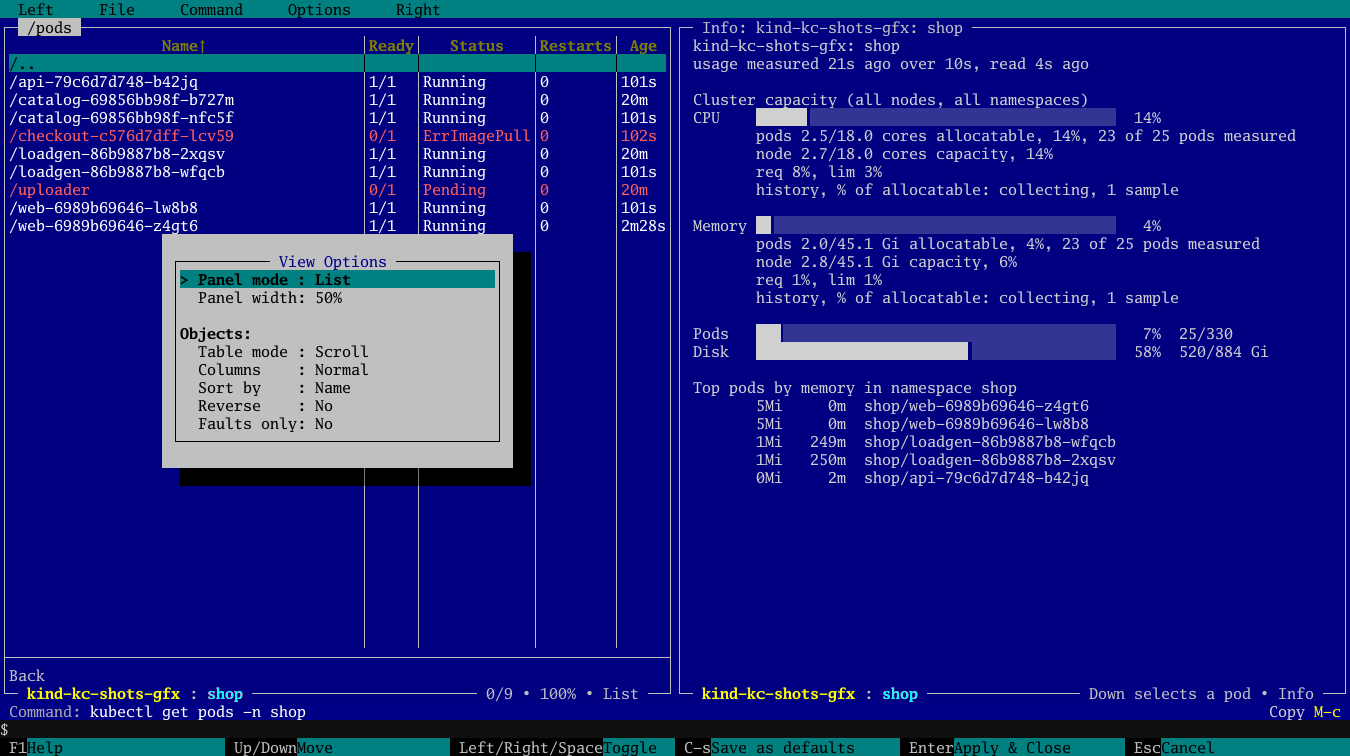 Left File Command Options Right
/pods
Name↑ Ready Status Restarts Age
/..
/api-79c6d7d748-b42jq 1/1 Running 0 101s
/catalog-69856bb98f-b727m 1/1 Running 0 20m
/catalog-69856bb98f-nfc5f 1/1 Running 0 101s
/checkout-c576d7dff-lcv59 0/1 ErrImagePull 0 102s
/loadgen-86b9887b8-2xqsv 1/1 Running 0 20m
/loadgen-86b9887b8-wfqcb 1/1 Running 0 101s
/uploader 0/1 Pending 0 20m
/web-6989b69646-lw8b8 1/1 Running 0 101s
/web-6989b69646-z4gt6 1/1 Running 0 2m28s
View Options
> Panel mode : List
Panel width: 50%
Objects:
Table mode : Scroll
Columns : Normal
Sort by : Name
Reverse : No
Faults only: No
Back
kind-kc-shots-gfx : shop 0/9 • 100% • List
Info: kind-kc-shots-gfx: shop
kind-kc-shots-gfx: shop
usage measured 21s ago over 10s, read 4s ago
Cluster capacity (all nodes, all namespaces)
CPU 14%
pods 2.5/18.0 cores allocatable, 14%, 23 of 25 pods measured
node 2.7/18.0 cores capacity, 14%
req 8%, lim 3%
history, % of allocatable: collecting, 1 sample
Memory 4%
pods 2.0/45.1 Gi allocatable, 4%, 23 of 25 pods measured
node 2.8/45.1 Gi capacity, 6%
req 1%, lim 1%
history, % of allocatable: collecting, 1 sample
Pods 7% 25/330
Disk 58% 520/884 Gi
Top pods by memory in namespace shop
5Mi 0m shop/web-6989b69646-z4gt6
5Mi 0m shop/web-6989b69646-lw8b8
1Mi 249m shop/loadgen-86b9887b8-wfqcb
1Mi 250m shop/loadgen-86b9887b8-2xqsv
0Mi 2m shop/api-79c6d7d748-b42jq
kind-kc-shots-gfx : shop Down selects a pod • Info
Command: kubectl get pods -n shop Copy M-c
$
F1Help Up/DownMove Left/Right/SpaceToggle C-sSave as defaults EnterApply & Close EscCancel